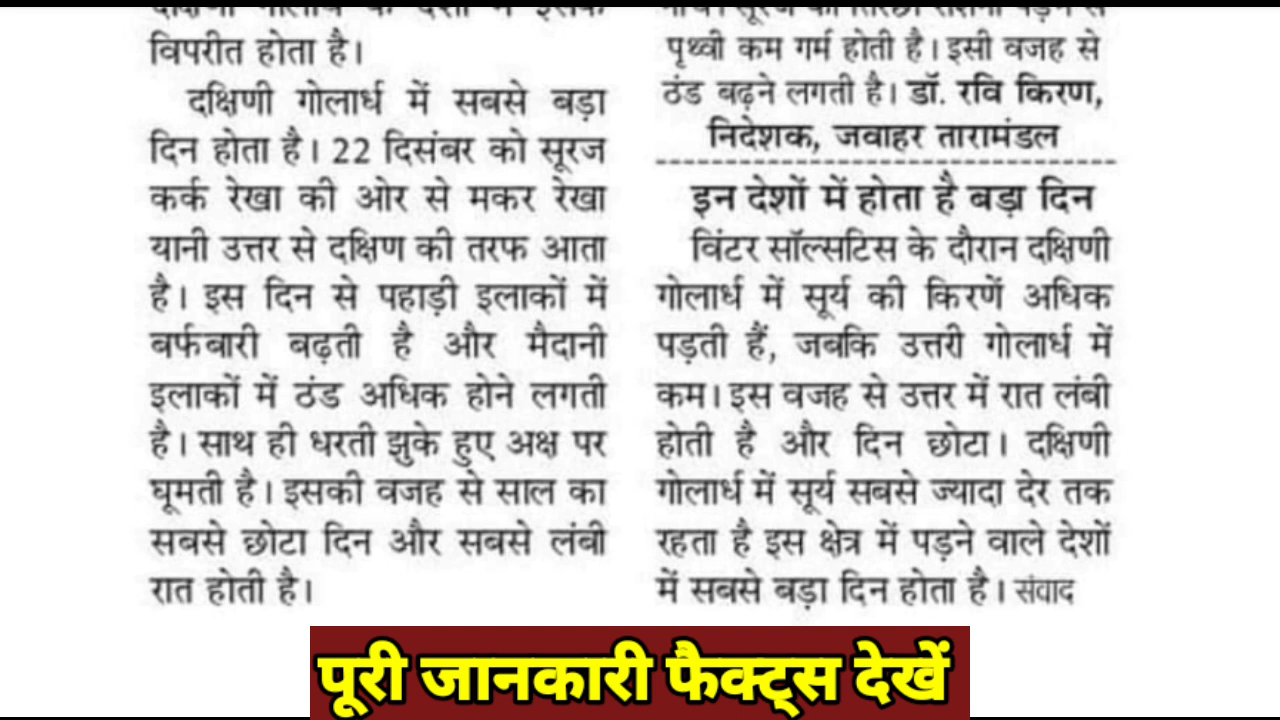 विपरीत होता है।
दक्षिणी गोलार्ध में सबसे बड़ा
दिन होता है। 22 दिसंबर को सूरज
कर्क रेखा की ओर से मकर रेखा
यानी उत्तर से दक्षिण की तरफ आता
है। इस दिन से पहाड़ी इलाकों में
बर्फबारी बढ़ती है और मैदानी
इलाकों में ठंड अधिक होने लगती
है। साथ ही धरती झुके हुए अक्ष पर
घूमती है। इसकी वजह से साल का
सबसे छोटा दिन और सबसे लंबी
रात होती है।
पृथ्वी कम गर्म होती है। इसी वजह से
ठंड बढ़ने लगती है। डॉ. रवि किरण,
निदेशक, जवाहर तारामंडल
इन देशों में होता है बड़ा दिन
विंटर सॉल्सटिस के दौरान दक्षिणी
गोलार्ध में सूर्य की किरणें अधिक
पड़ती हैं, जबकि उत्तरी गोलार्ध में
कम। इस वजह से उत्तर में रात लंबी
होती है और दिन छोटा। दक्षिणी
गोलार्ध में सूर्य सबसे ज्यादा देर तक
रहता है इस क्षेत्र में पड़ने वाले देशों
में सबसे बड़ा दिन होता है। संवाद
पूरी जानकारी फैक्ट्स देखें